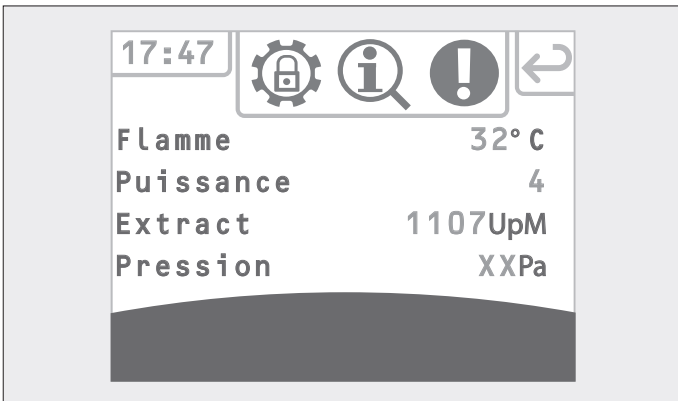 17:47
Flamme 32°C
Puissance 4
Extract 1107UpM
Pression XXPa